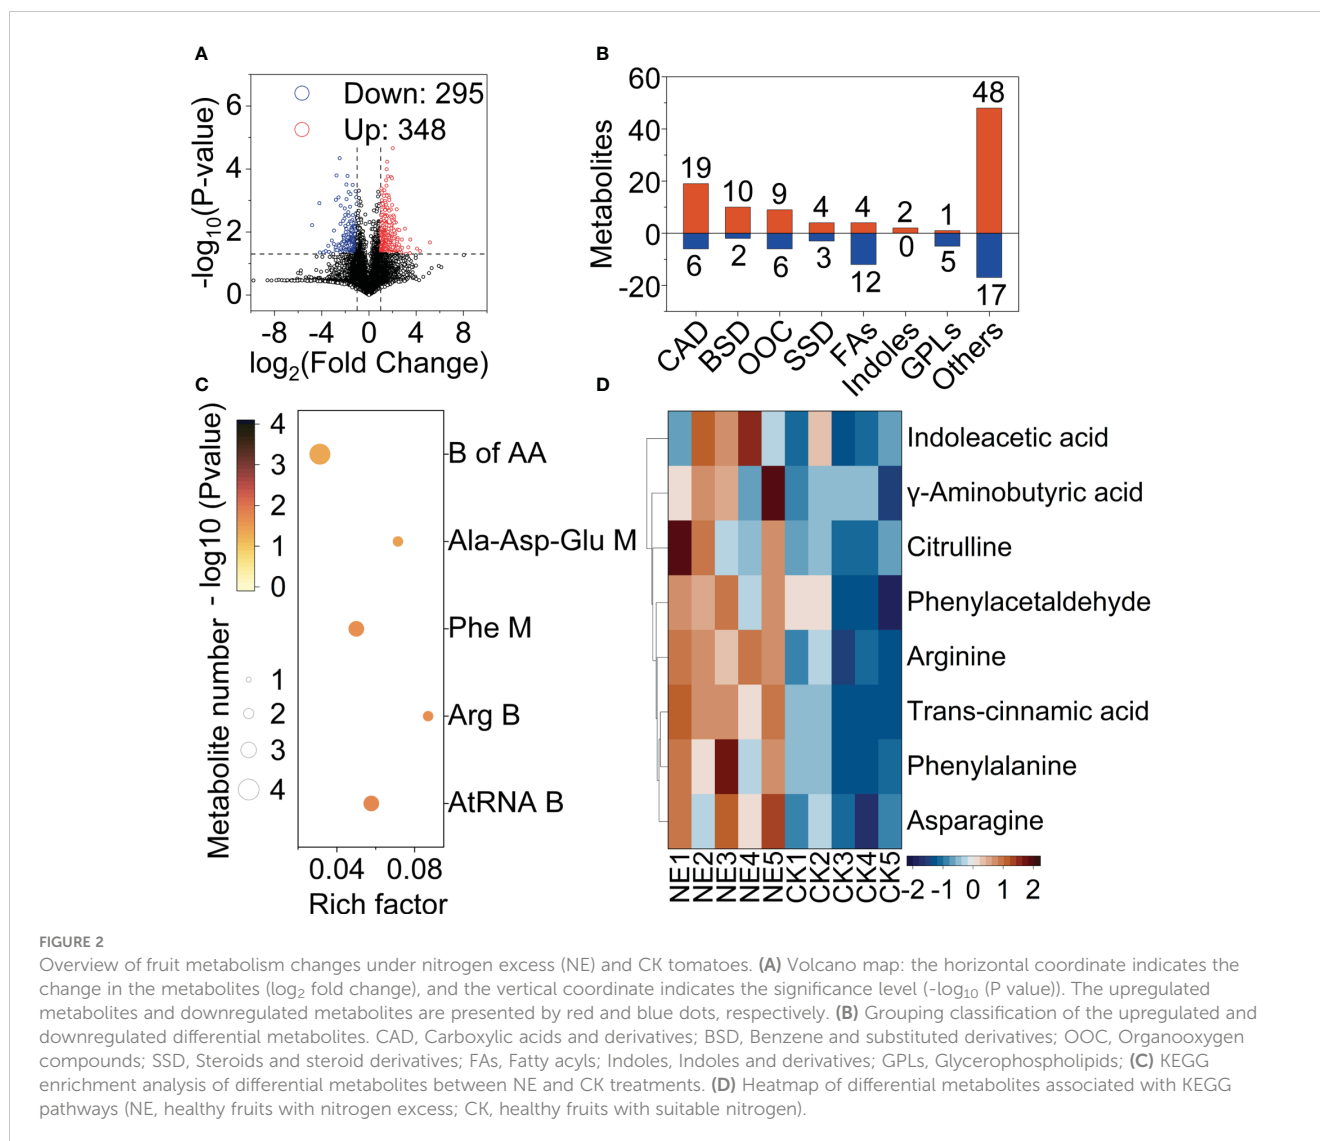 A
Down: 295
Up: 348
6
4
2
0
-log10(P-value)
-8 -4 0 4 8
log2(Fold Change)
B
60
40
20
0
-20
Metabolites
19 10 9 4 4 2 1 48
6 2 6 3 12 0 5 17
CAD BSD OOC SSD FAs Indoles GPLs Others
C
Metabolite number - log10 (Pvalue)
4
3
2
1
0
1
2
3
4
B of AA
Ala-Asp-Glu M
Phe M
Arg B
AtRNA B
0.04 0.08
Rich factor
D
Indoleacetic acid
γ-Aminobutyric acid
Citrulline
Phenylacetaldehyde
Arginine
Trans-cinnamic acid
Phenylalanine
Asparagine
NE1 NE2 NE3 NE4 NE5 CK1 CK2 CK3 CK4 CK5
-2 -1 0 1 2
FIGURE 2
Overview of fruit metabolism changes under nitrogen excess (NE) and CK tomatoes. (A) Volcano map: the horizontal coordinate indicates the
change in the metabolites (log2 fold change), and the vertical coordinate indicates the significance level (-log10 (P value)). The upregulated
metabolites and downregulated metabolites are presented by red and blue dots, respectively. (B) Grouping classification of the upregulated and
downregulated differential metabolites. CAD, Carboxylic acids and derivatives; BSD, Benzene and substituted derivatives; OOC, Organooxygen
compounds; SSD, Steroids and steroid derivatives; FAs, Fatty acyls; Indoles, Indoles and derivatives; GPLs, Glycerophospholipids; (C) KEGG
enrichment analysis of differential metabolites between NE and CK treatments. (D) Heatmap of differential metabolites associated with KEGG
pathways (NE, healthy fruits with nitrogen excess; CK, healthy fruits with suitable nitrogen).